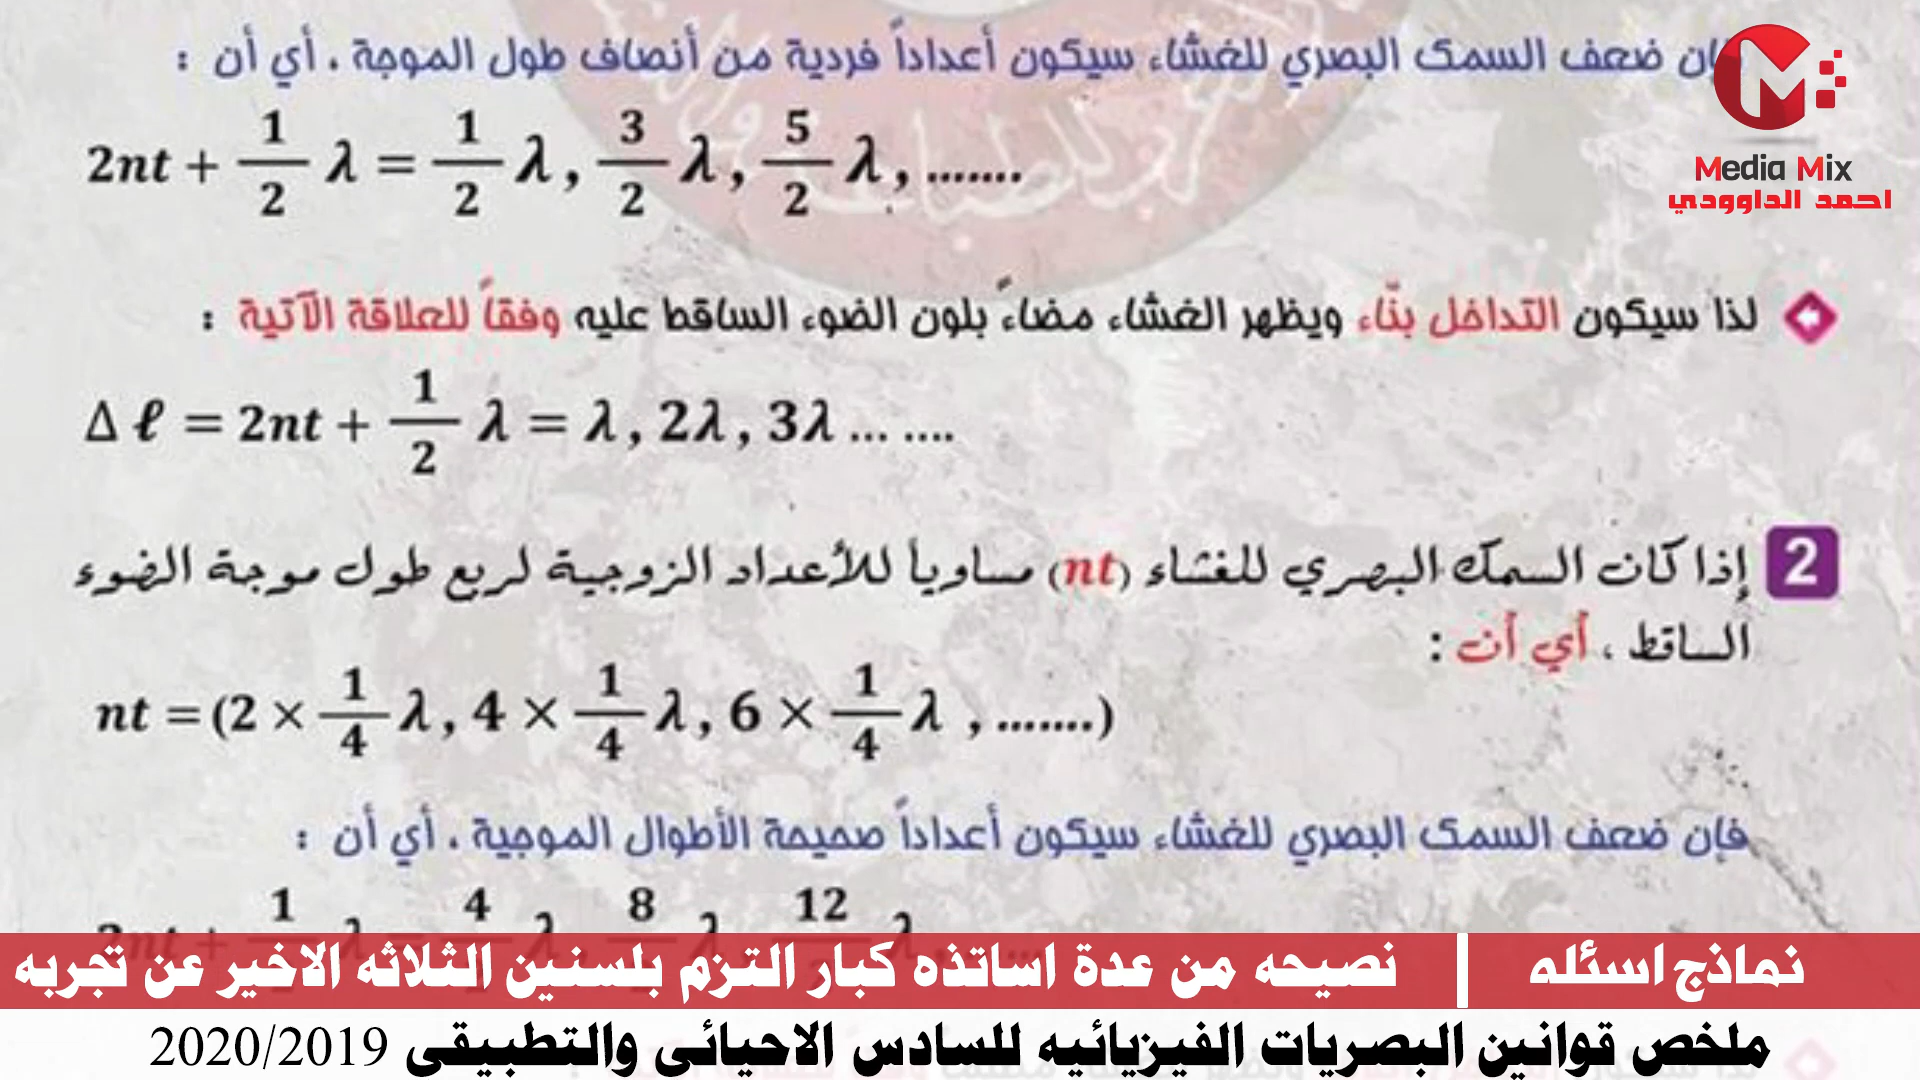 فإن ضعف السمك البصري للغشاء سيكون أعداداً فردية من أنصاف طول الموجة ، أي أن :
2nt + 1/2 λ = 1/2 λ , 3/2 λ , 5/2 λ , .......
Media Mix
احمد الداوودي
لذا سيكون التداخل بنّاء ويظهر الغشاء مضاءً بلون الضوء الساقط عليه وفقاً للعلاقة الآتية :
Δ ℓ = 2nt + 1/2 λ = λ , 2λ , 3λ ... ....
2 إذا كان السمك البصري للغشاء (nt) مساوياً للأعداد الزوجية لربع طول موجة الضوء
الساقط ، أي أن :
nt = (2 × 1/4 λ , 4 × 1/4 λ , 6 × 1/4 λ , .......)
فإن ضعف السمك البصري للغشاء سيكون أعداداً صحيحة الأطوال الموجية ، أي أن :
نماذج اسئله | نصيحه من عدة اساتذه كبار التزم بلسنين الثلاثه الاخير عن تجربه
ملخص قوانين البصريات الفيزيائيه للسادس الاحيائى والتطبيقى 2020/2019